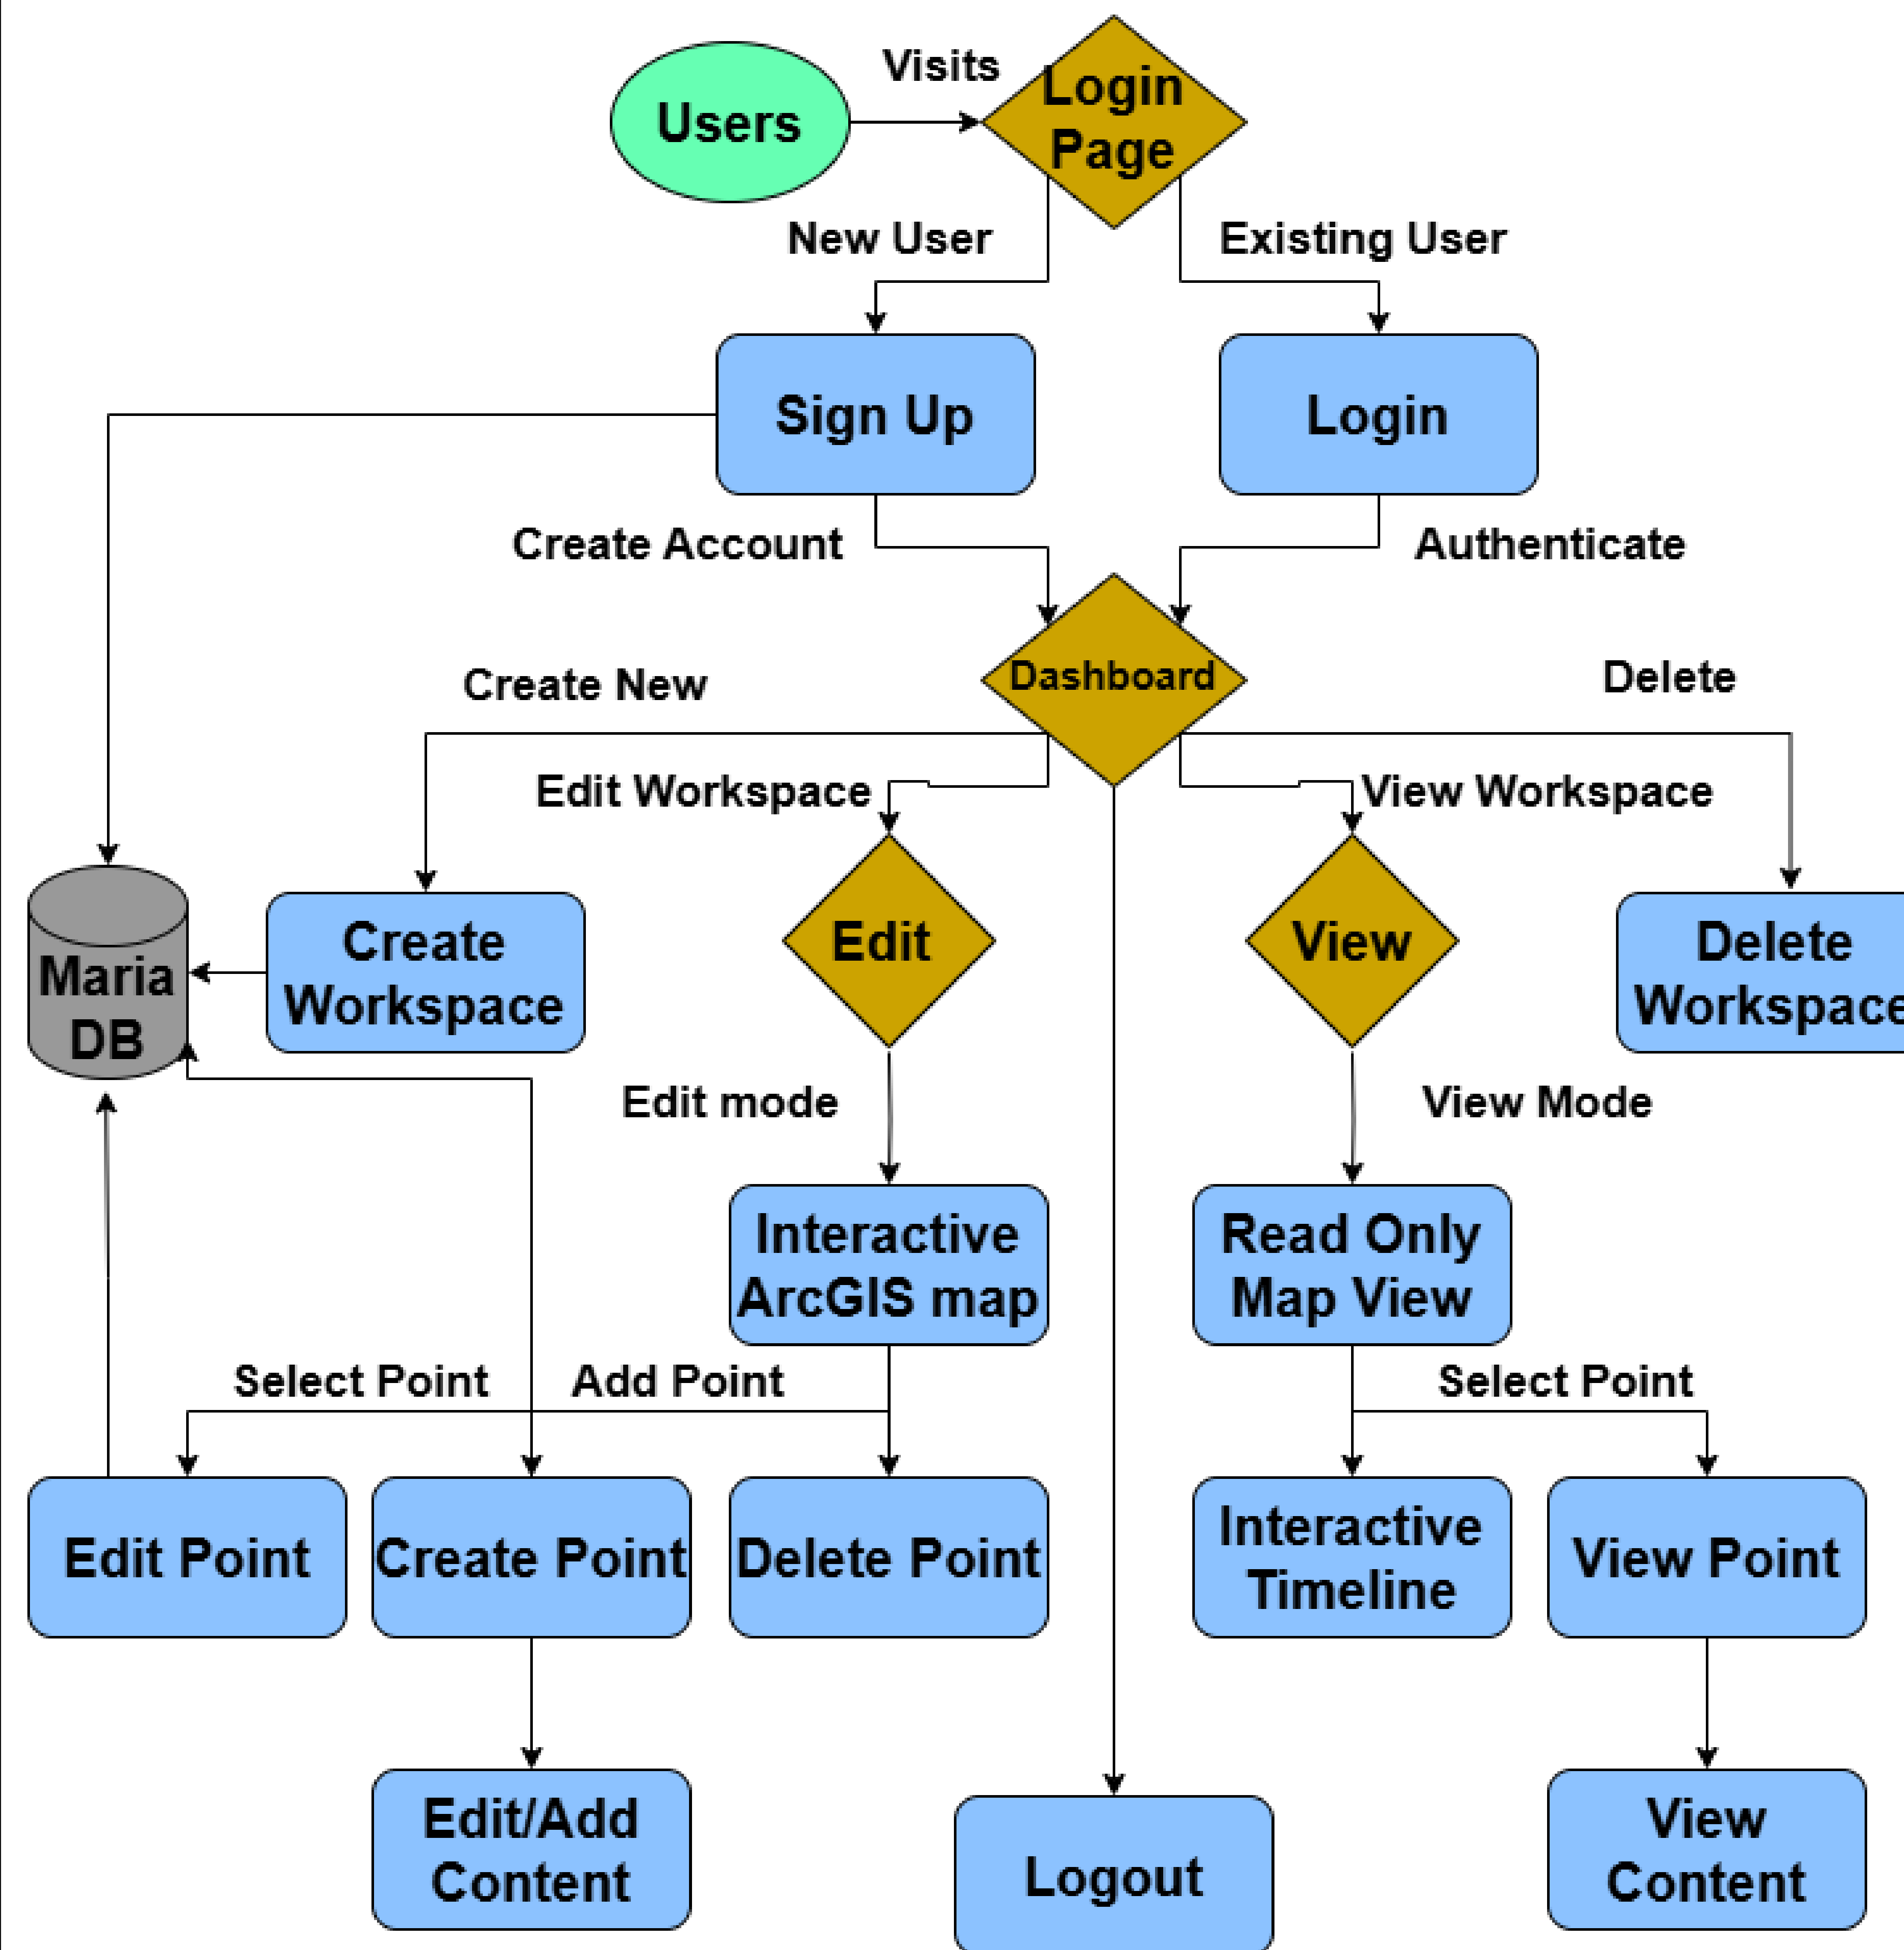 Visits
Login
Page
Users
New User
Existing User
Sign Up
Login
Create Account
Authenticate
Dashboard
Create New
Delete
Edit Workspace
View Workspace
Maria
DB
Create
Workspace
Edit
View
Delete
Workspace
Edit mode
View Mode
Interactive
ArcGIS map
Read Only
Map View
Select Point
Add Point
Select Point
Edit Point
Create Point
Delete Point
Interactive
Timeline
View Point
Edit/Add
Content
Logout
View
Content